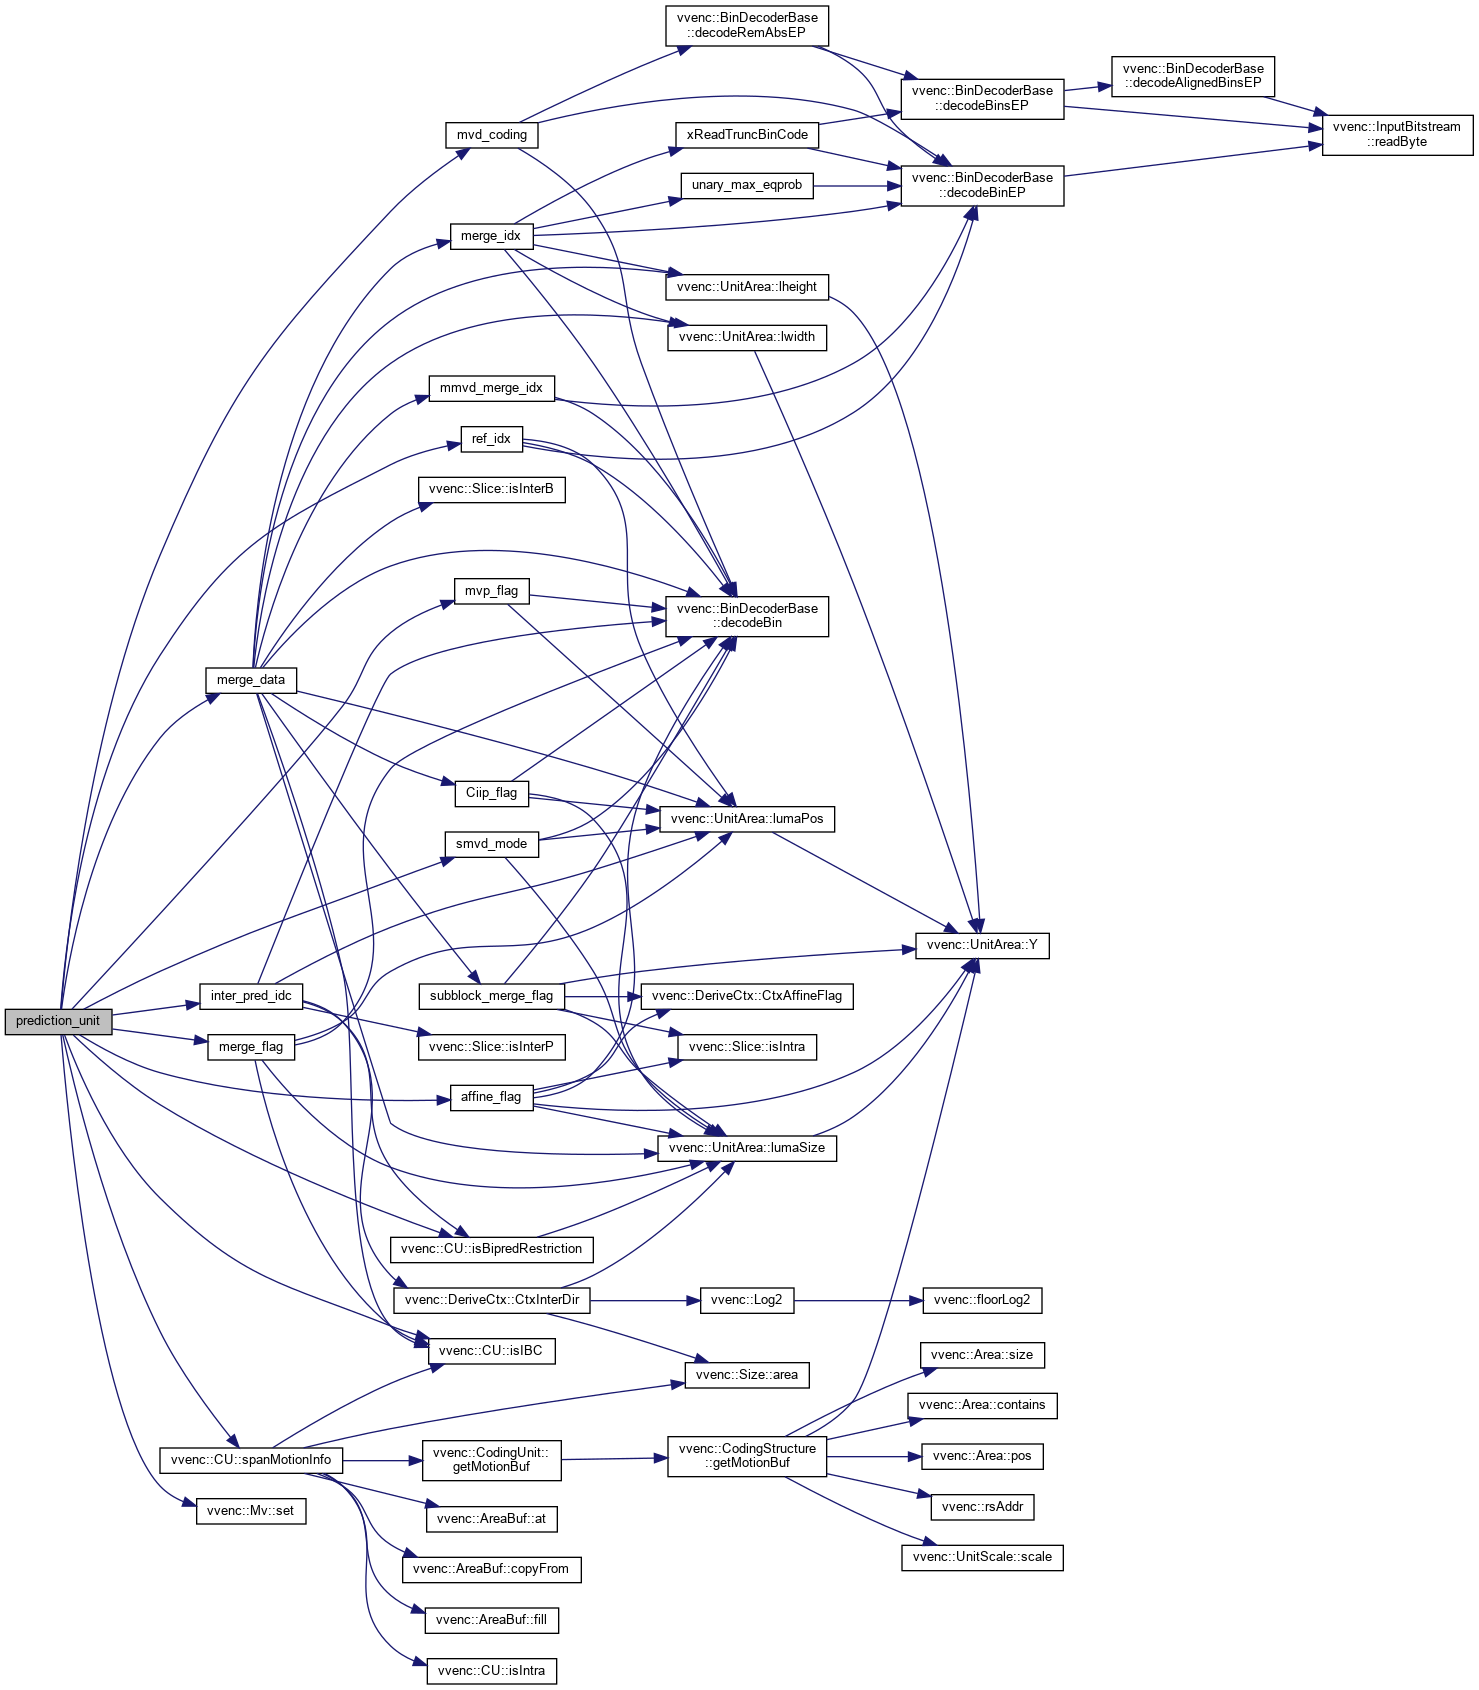 vvenc::BinDecoderBase
::decodeRemAbsEP
vvenc::BinDecoderBase
::decodeAlignedBinsEP
vvenc::BinDecoderBase
::decodeBinsEP
vvenc::InputBitstream
::readByte
mvd_coding
xReadTruncBinCode
vvenc::BinDecoderBase
::decodeBinEP
unary_max_eqprob
merge_idx
vvenc::UnitArea::lheight
vvenc::UnitArea::lwidth
mmvd_merge_idx
ref_idx
vvenc::Slice::isInterB
mvp_flag
vvenc::BinDecoderBase
::decodeBin
merge_data
Ciip_flag
vvenc::UnitArea::lumaPos
smvd_mode
vvenc::UnitArea::Y
inter_pred_idc
subblock_merge_flag
vvenc::DeriveCtx::CtxAffineFlag
prediction_unit
merge_flag
vvenc::Slice::isInterP
vvenc::Slice::isIntra
affine_flag
vvenc::UnitArea::lumaSize
vvenc::CU::isBipredRestriction
vvenc::DeriveCtx::CtxInterDir
vvenc::Log2
vvenc::floorLog2
vvenc::CU::isIBC
vvenc::Area::size
vvenc::Size::area
vvenc::Area::contains
vvenc::CU::spanMotionInfo
vvenc::CodingUnit::
getMotionBuf
vvenc::CodingStructure
::getMotionBuf
vvenc::Area::pos
vvenc::Mv::set
vvenc::AreaBuf::at
vvenc::rsAddr
vvenc::AreaBuf::copyFrom
vvenc::UnitScale::scale
vvenc::AreaBuf::fill
vvenc::CU::isIntra